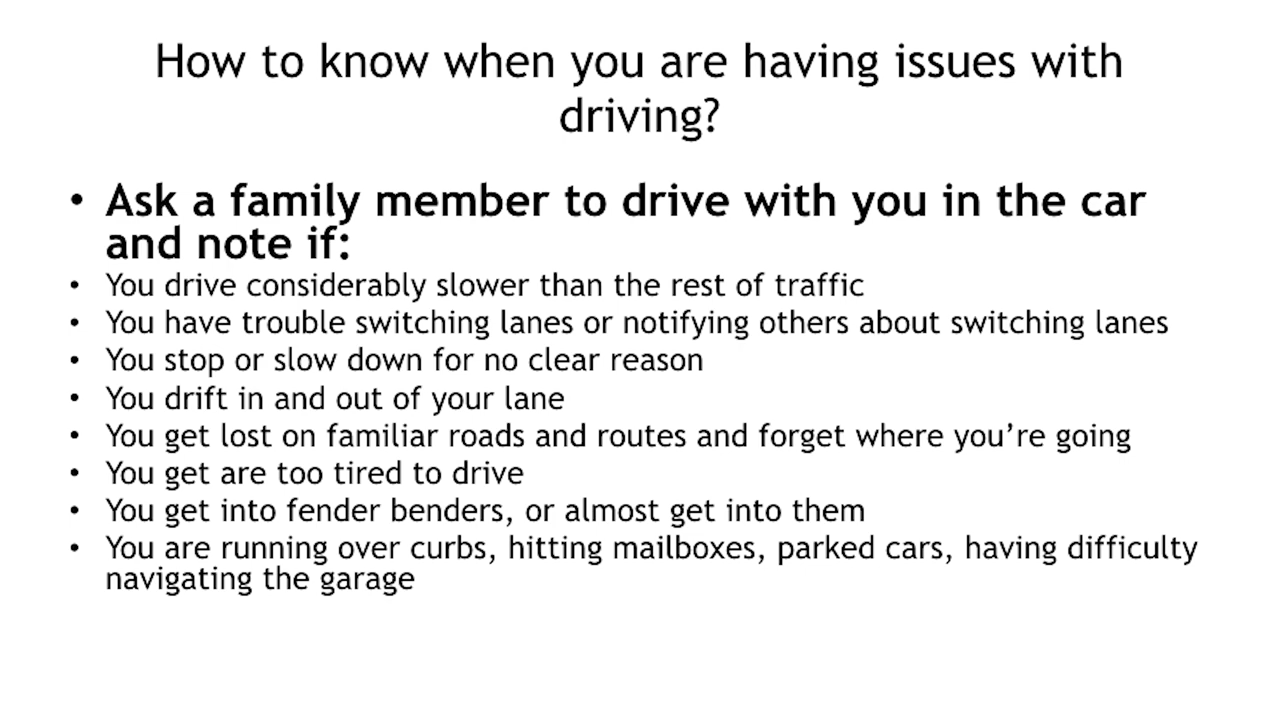 How to know when you are having issues with
driving?
• Ask a family member to drive with you in the car
and note if:
• You drive considerably slower than the rest of traffic
• You have trouble switching lanes or notifying others about switching lanes
• You stop or slow down for no clear reason
• You drift in and out of your lane
• You get lost on familiar roads and routes and forget where you’re going
• You get are too tired to drive
• You get into fender benders, or almost get into them
• You are running over curbs, hitting mailboxes, parked cars, having difficulty
navigating the garage